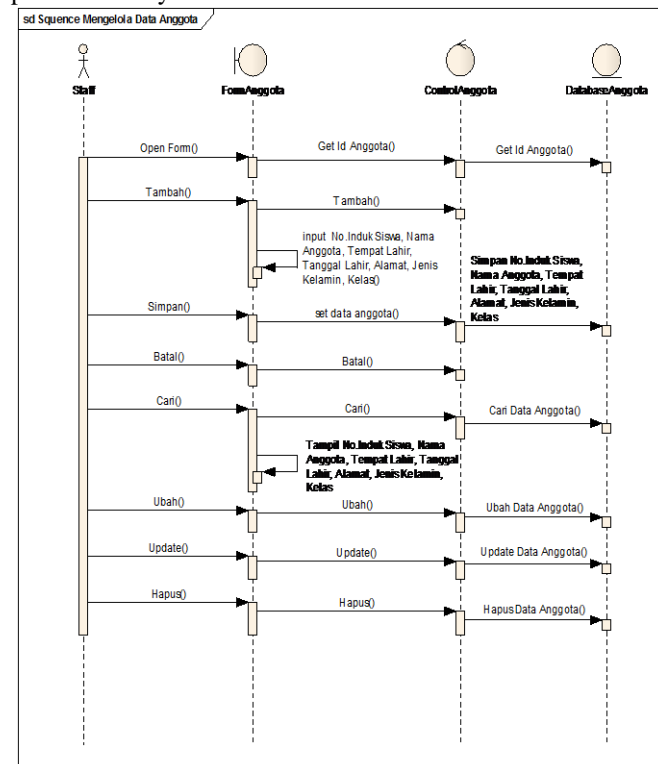 sd Squence Mengelola Data Anggota
Staff
FormAnggota
ControlAnggota
DatabaseAnggota
Open Form()
Get Id Anggota()
Get Id Anggota()
Tambah()
Tambah()
input No.Induk Siswa, Nama
Anggota, Tempat Lahir,
Tanggal Lahir, Alamat, Jenis
Kelamin, Kelas()
Simpan No.Induk Siswa,
Nama Anggota, Tempat
Lahir, Tanggal Lahir,
Alamat, Jenis Kelamin,
Kelas
Simpan()
set data anggota()
Batal()
Batal()
Cari()
Cari()
Cari Data Anggota()
Tampil No.Induk Siswa, Nama
Anggota, Tempat Lahir, Tanggal
Lahir, Alamat, Jenis Kelamin,
Kelas
Ubah()
Ubah()
Ubah Data Anggota()
Update()
Update()
Update Data Anggota()
Hapus()
Hapus()
Hapus Data Anggota()